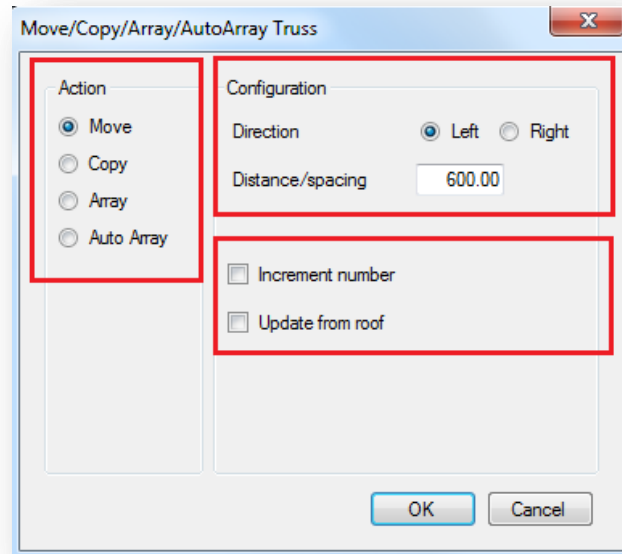 Move/Copy/Array/AutoArray Truss
Action
Move
Copy
Array
Auto Array
Configuration
Direction Left Right
Distance/spacing 600.00
Increment number
Update from roof
OK Cancel